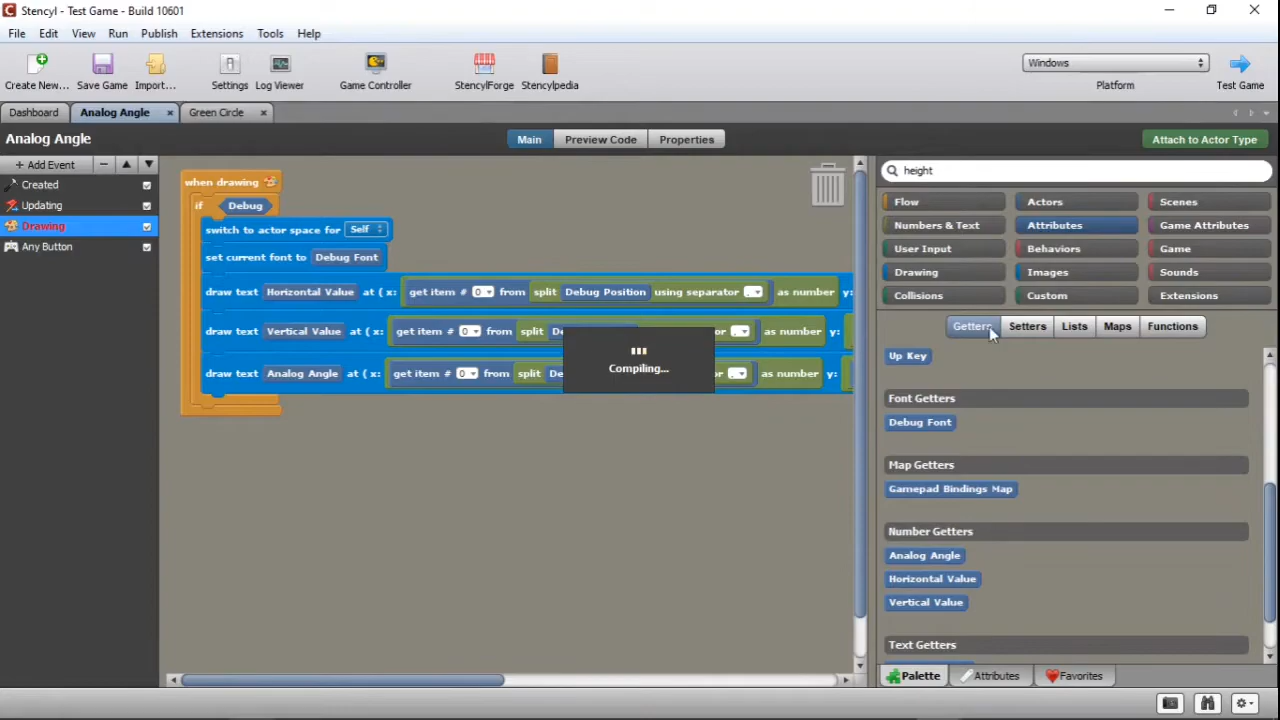 Stencyl - Test Game - Build 10601
File Edit View Run Publish Extensions Tools Help
Create New... Save Game Import... Settings Log Viewer Game Controller StencylForge Stencylpedia Windows Platform Test Game
Dashboard Analog Angle × Green Circle ×
Analog Angle Main Preview Code Properties Attach to Actor Type
+ Add Event
Created
Updating
Drawing
Any Button
when drawing
if Debug
switch to actor space for Self
set current font to Debug Font
draw text Horizontal Value at ( x: get item # 0 from split Debug Position using separator , as number y:
draw text Vertical Value at ( x: get item # 0 from split as number y:
draw text Analog Angle at ( x: get item # 0 from split as number y:
Compiling...
height
Flow Actors Scenes
Numbers & Text Attributes Game Attributes
User Input Behaviors Game
Drawing Images Sounds
Collisions Custom Extensions
Getters Setters Lists Maps Functions
Up Key
Font Getters
Debug Font
Map Getters
Gamepad Bindings Map
Number Getters
Analog Angle
Horizontal Value
Vertical Value
Text Getters
Palette Attributes Favorites